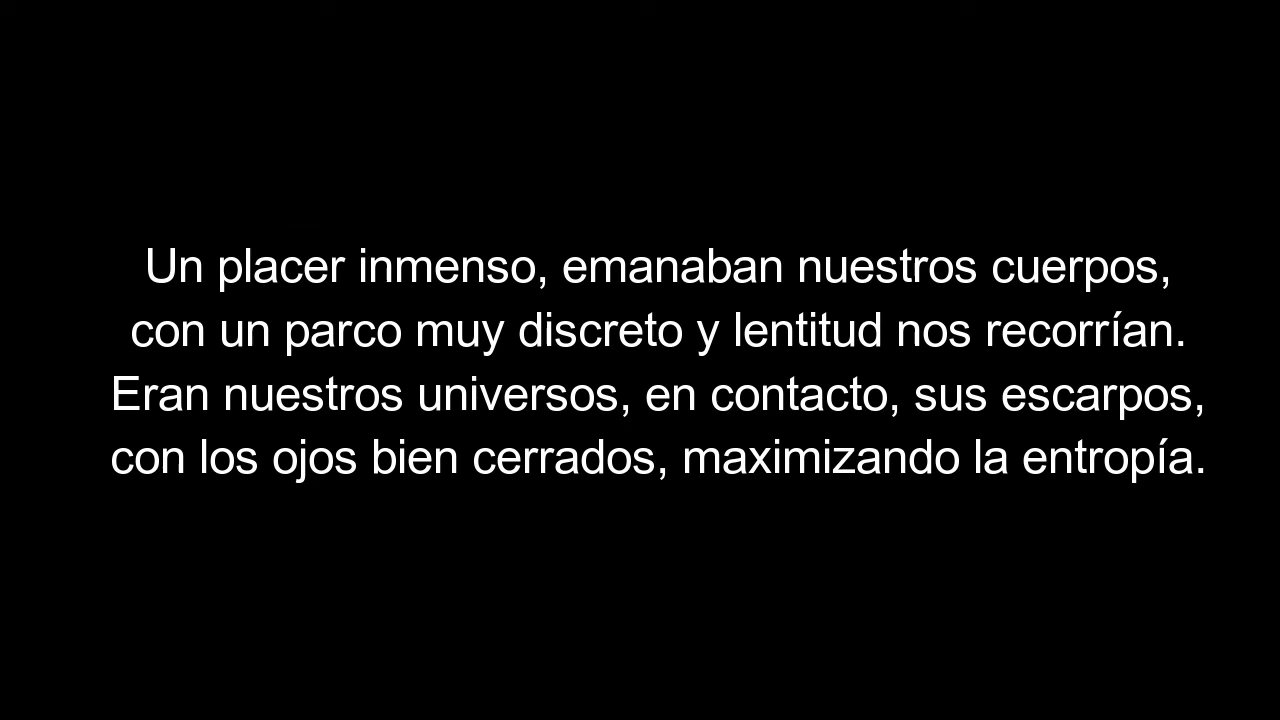 Un placer inmenso, emanaban nuestros cuerpos,
con un parco muy discreto y lentitud nos recorrían.
Eran nuestros universos, en contacto, sus escarpos,
con los ojos bien cerrados, maximizando la entropía.